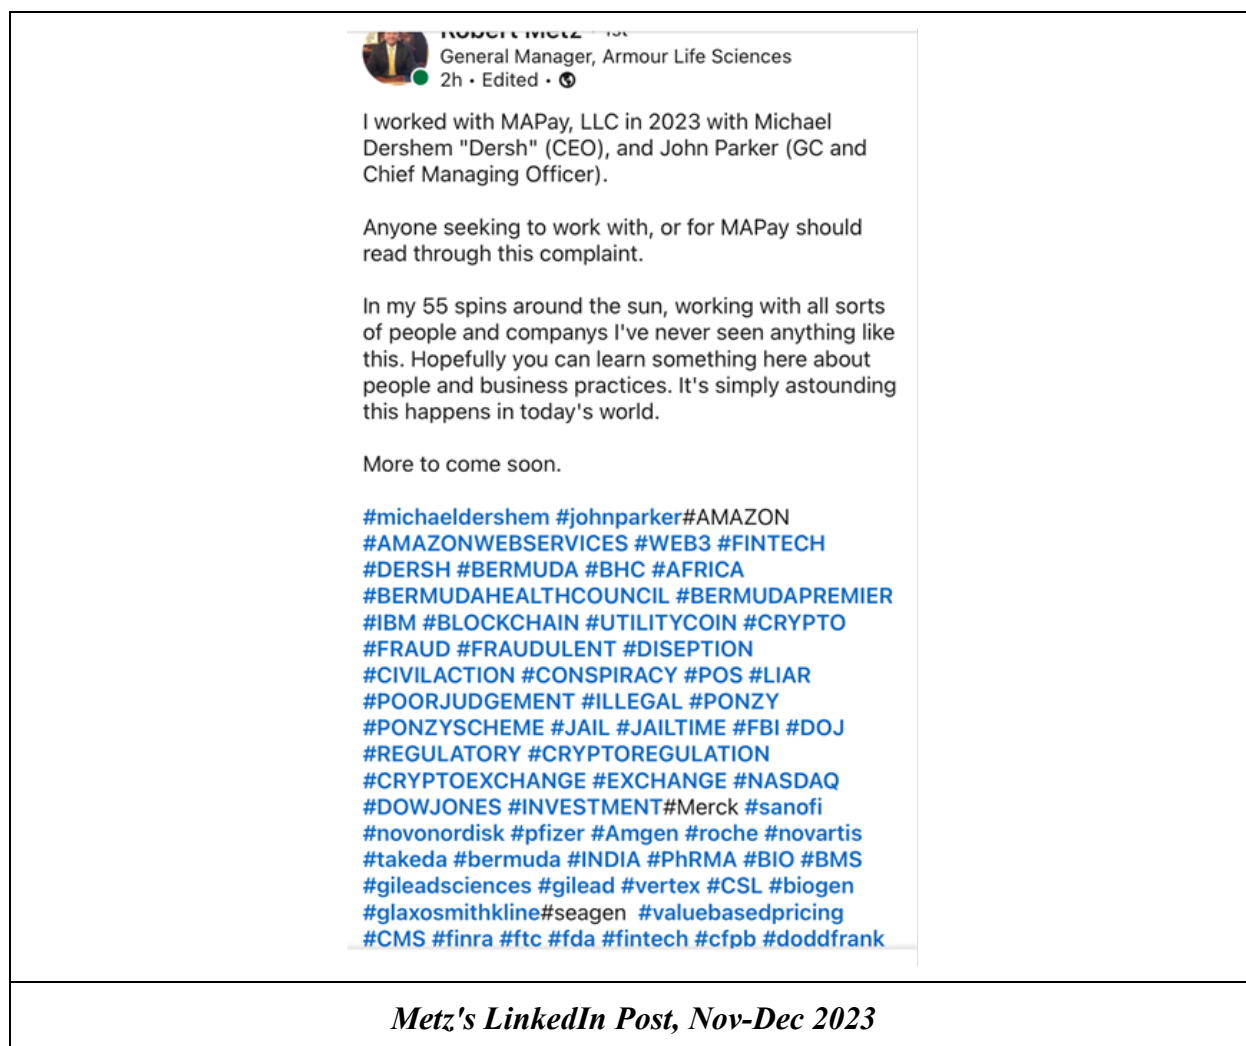 Robert Metz · 1st
General Manager, Armour Life Sciences
2h • Edited •
I worked with MAPay, LLC in 2023 with Michael
Dershem "Dersh" (CEO), and John Parker (GC and
Chief Managing Officer).
Anyone seeking to work with, or for MAPay should
read through this complaint.
In my 55 spins around the sun, working with all sorts
of people and companys I've never seen anything like
this. Hopefully you can learn something here about
people and business practices. It's simply astounding
this happens in today's world.
More to come soon.
#michaeldershem #johnparker#AMAZON
#AMAZONWEBSERVICES #WEB3 #FINTECH
#DERSH #BERMUDA #BHC #AFRICA
#BERMUDAHEALTHCOUNCIL #BERMUDAPREMIER
#IBM #BLOCKCHAIN #UTILITYCOIN #CRYPTO
#FRAUD #FRAUDULENT #DISEPTION
#CIVILACTION #CONSPIRACY #POS #LIAR
#POORJUDGEMENT #ILLEGAL #PONZY
#PONZYSCHEME #JAIL #JAILTIME #FBI #DOJ
#REGULATORY #CRYPTOREGULATION
#CRYPTOEXCHANGE #EXCHANGE #NASDAQ
#DOWJONES #INVESTMENT#Merck #sanofi
#novonordisk #pfizer #Amgen #roche #novartis
#takeda #bermuda #INDIA #PhRMA #BIO #BMS
#gileadsciences #gilead #vertex #CSL #biogen
#glaxosmithkline#seagen #valuebasedpricing
#CMS #finra #ftc #fda #fintech #cfpb #doddfrank
Metz's LinkedIn Post, Nov-Dec 2023